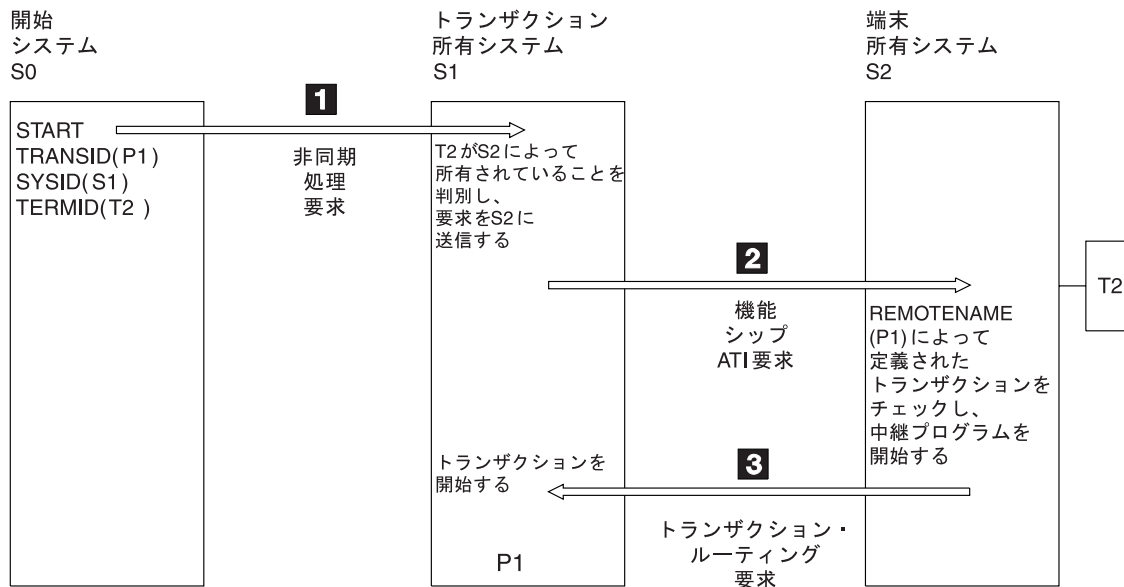 開始
システム
S0
トランザクション
所有システム
S1
端末
所有システム
S2
START
TRANSID(P1)
SYSID(S1)
TERMID(T2 )
1
非同期
処理
要求
T2がS2によって
所有されていることを
判別し、
要求をS2に
送信する
2
機能
シップ
ATI要求
REMOTENAME
(P1)によって
定義された
トランザクションを
チェックし、
中継プログラムを
開始する
T2
トランザクションを
開始する
3
トランザクション・
ルーティング
要求
P1